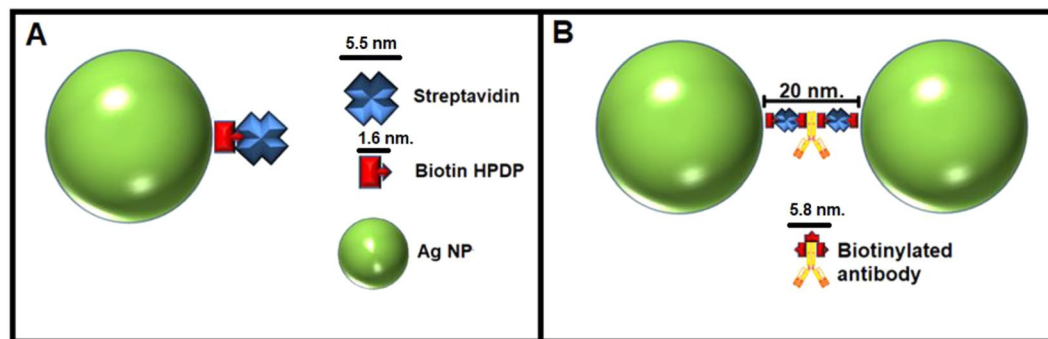 A
5.5 nm
Streptavidin
1.6 nm.
Biotin HPDP
Ag NP
B
20 nm.
5.8 nm.
Biotinylated
antibody